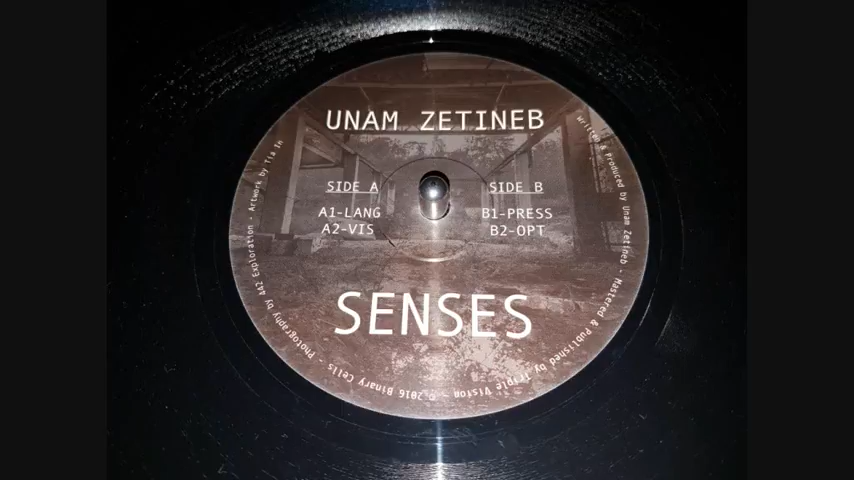 UNAM ZETINEB
SIDE A
A1-LANG
A2-VIS
SIDE B
B1-PRESS
B2-OPT
SENSES
Written & Produced by Unam Zetineb - Mastered & Published by Triple Vision - ℗ 2016 Binary Cells - Photography by 442 Exploration - Artwork by Tia In